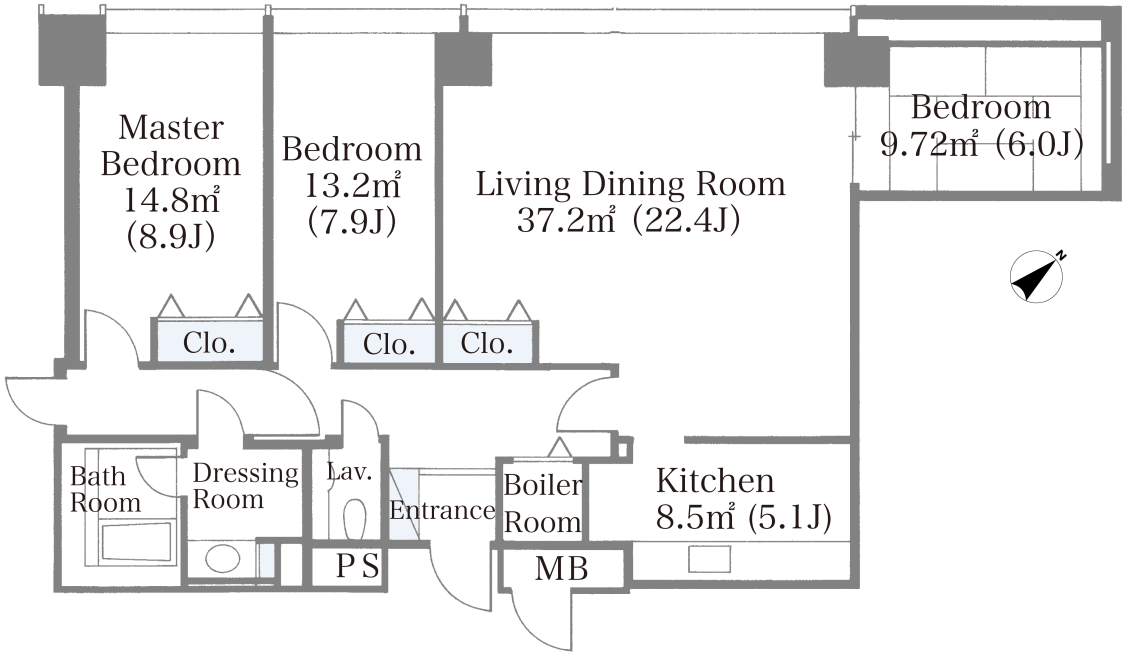 Master
Bedroom
14.8㎡
(8.9J)
Bedroom
13.2㎡
(7.9J)
Living Dining Room
37.2㎡ (22.4J)
Bedroom
9.72㎡ (6.0J)
N
Clo.
Clo.
Clo.
Bath
Room
Dressing
Room
Lav.
Entrance
Boiler
Room
Kitchen
8.5㎡ (5.1J)
PS
MB